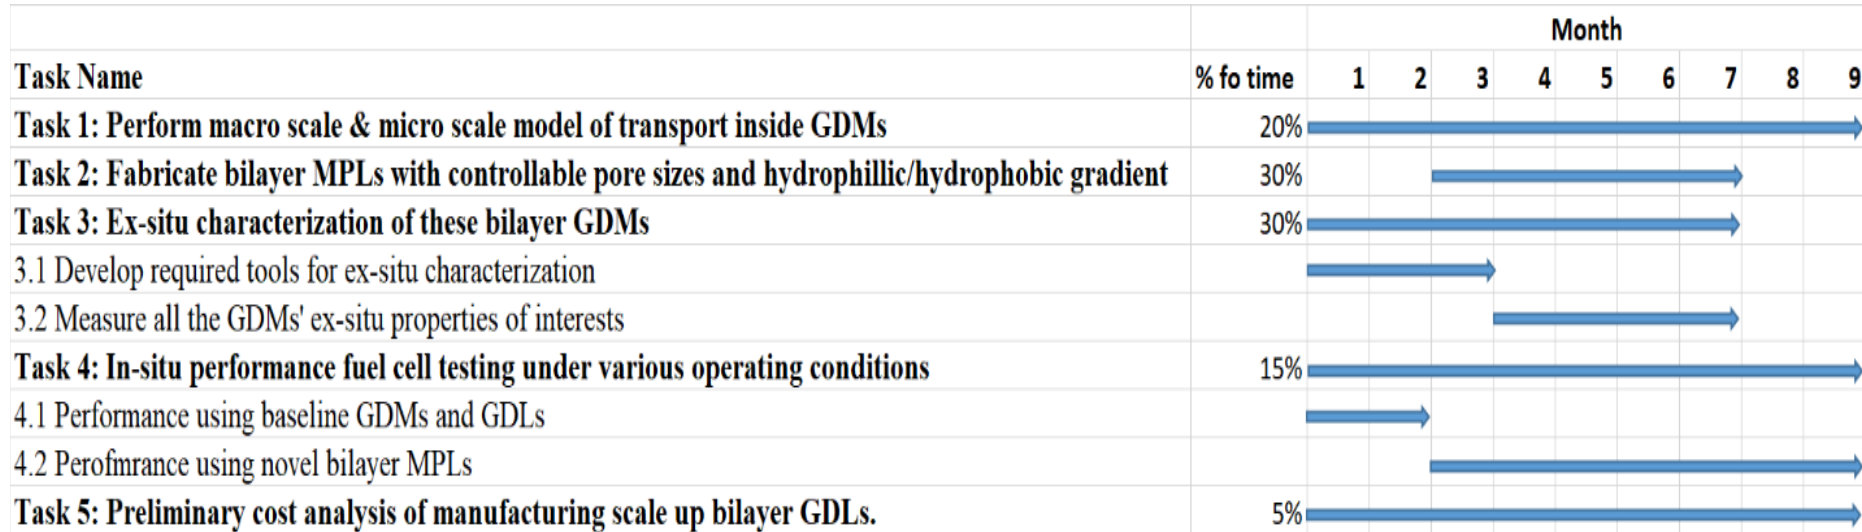 Month
Task Name % fo time 1 2 3 4 5 6 7 8 9
Task 1: Perform macro scale & micro scale model of transport inside GDMs 20%
Task 2: Fabricate bilayer MPLs with controllable pore sizes and hydrophillic/hydrophobic gradient 30%
Task 3: Ex-situ characterization of these bilayer GDMs 30%
3.1 Develop required tools for ex-situ characterization
3.2 Measure all the GDMs' ex-situ properties of interests
Task 4: In-situ performance fuel cell testing under various operating conditions 15%
4.1 Performance using baseline GDMs and GDLs
4.2 Perofmrance using novel bilayer MPLs
Task 5: Preliminary cost analysis of manufacturing scale up bilayer GDLs. 5%